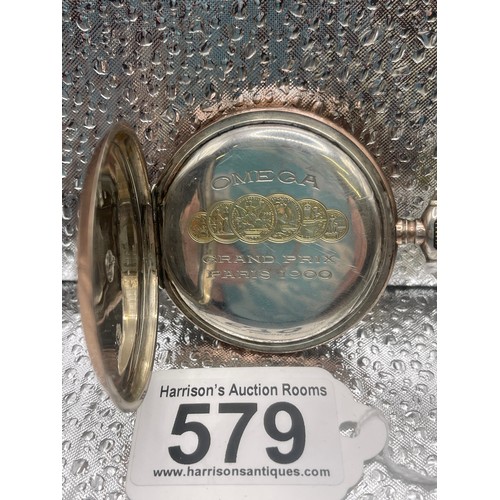 OMEGA
GRAND PRIX
PARIS 1900
Harrison's Auction Rooms
579
www.harrisonsantiques.com